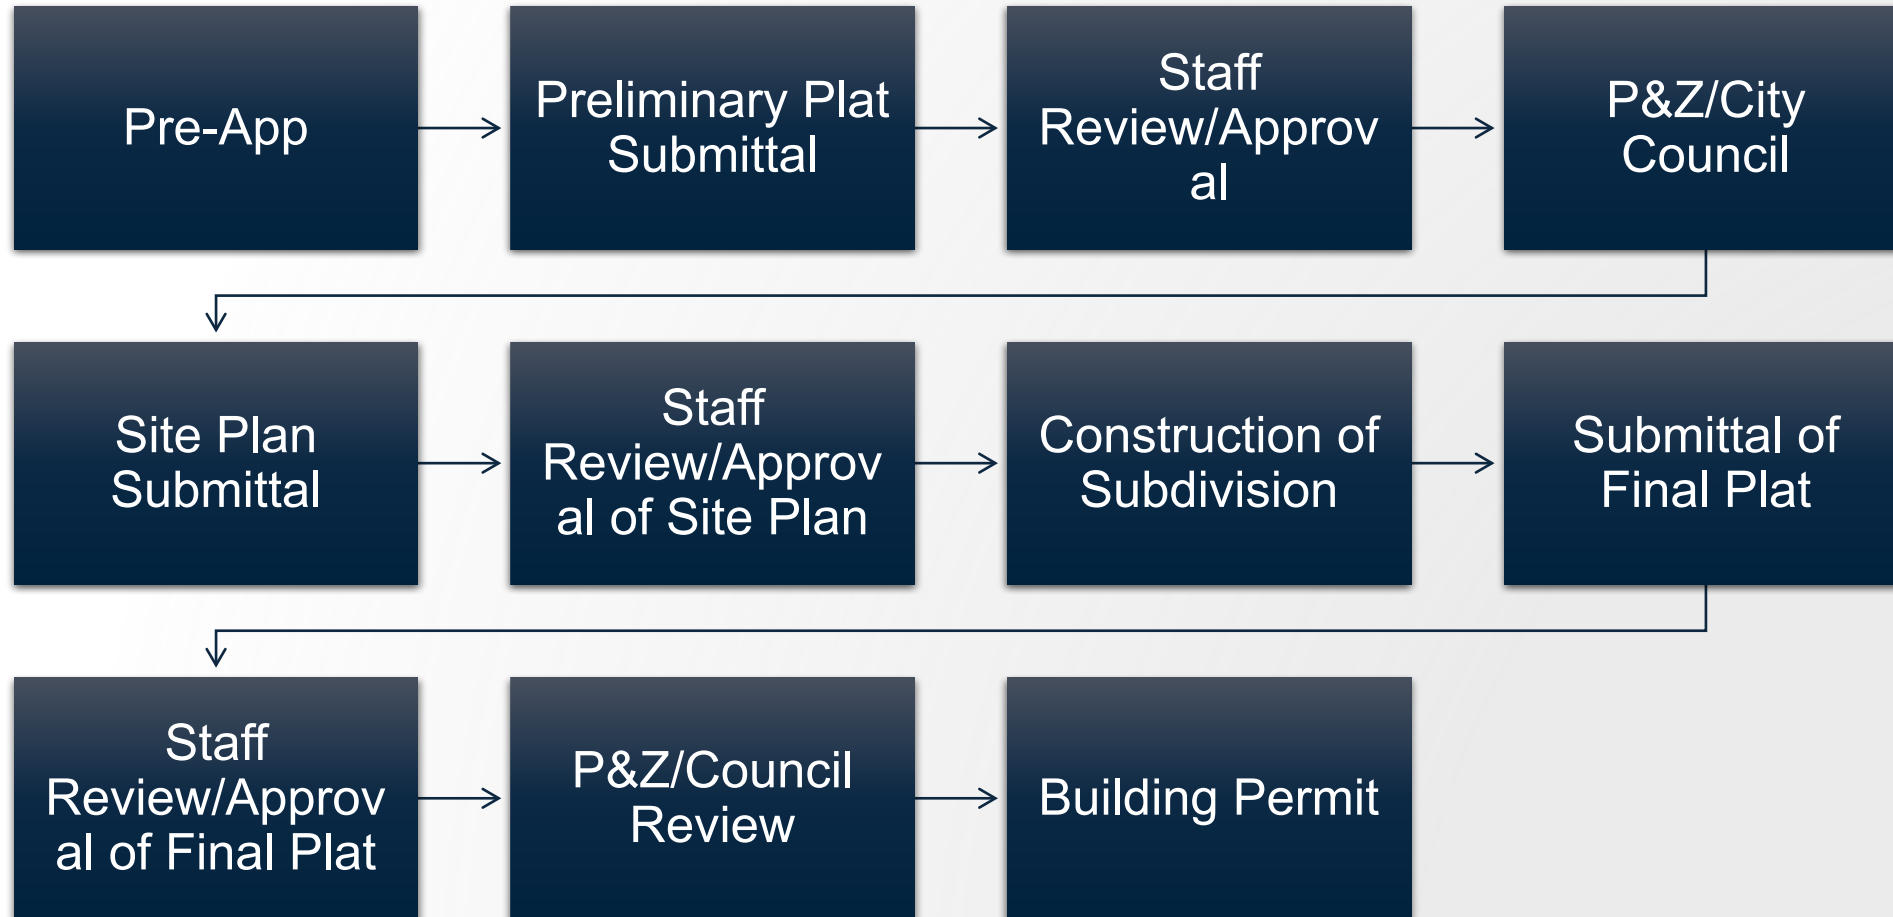 Pre-App
Preliminary Plat
Submittal
Staff
Review/Approv
al
P&Z/City
Council
Site Plan
Submittal
Staff
Review/Approv
al of Site Plan
Construction of
Subdivision
Submittal of
Final Plat
Staff
Review/Approv
al of Final Plat
P&Z/Council
Review
Building Permit